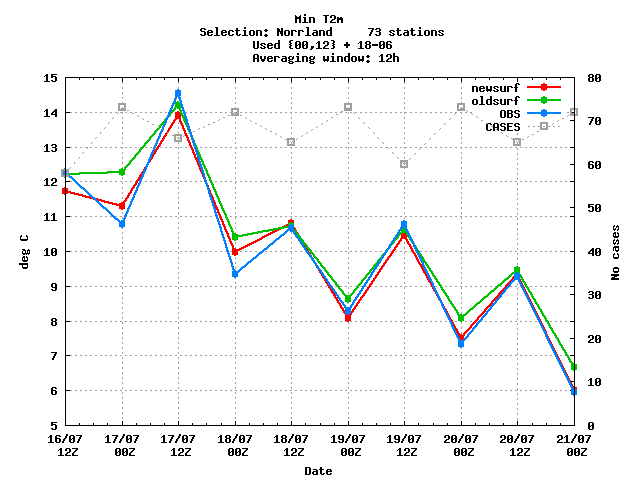 Min T2m
Selection: Norrland     73 stations
Used {00,12} + 18-06
Averaging window: 12h
newsurf
oldsurf
OBS
CASES
15
14
13
12
11
10
9
8
7
6
5
80
70
60
50
40
30
20
10
0
deg C
No cases
16/07 17/07 17/07 18/07 18/07 19/07 19/07 20/07 20/07 21/07
12Z 00Z 12Z 00Z 12Z 00Z 12Z 00Z 12Z 00Z
Date